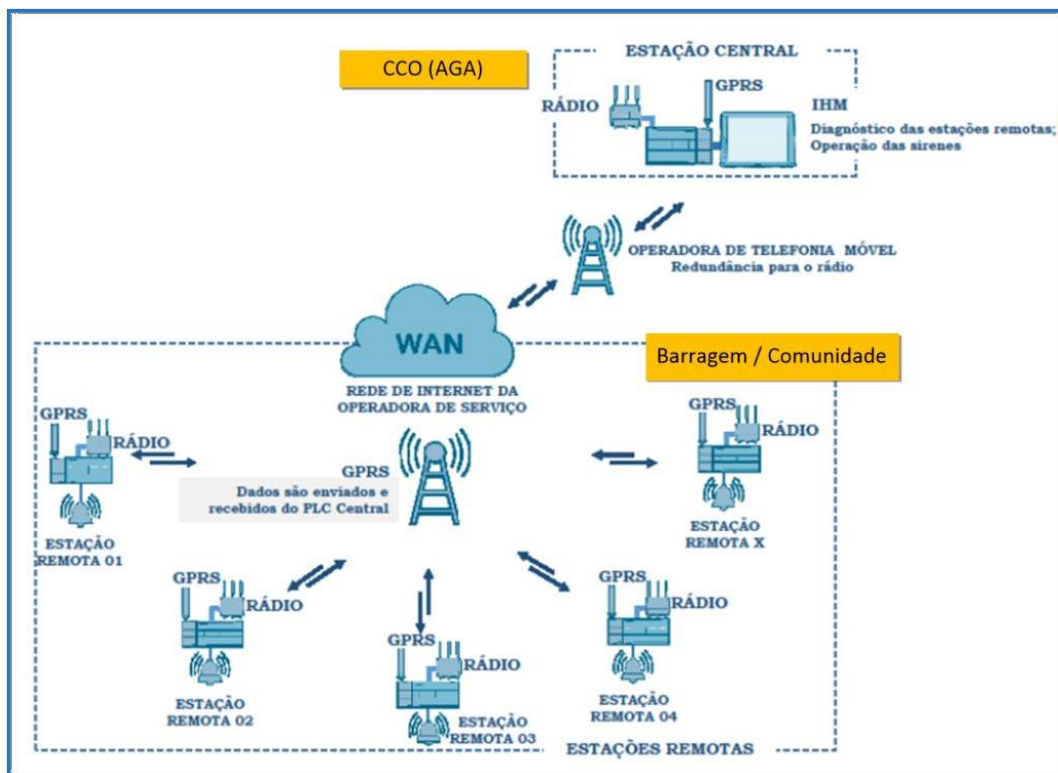 ESTAÇÃO CENTRAL
CCO (AGA)
GPRS
RÁDIO
IHM
Diagnóstico das estações remotas;
Operação das sirenes
OPERADORA DE TELEFONIA MÓVEL
Redundância para o rádio
WAN
Barragem / Comunidade
REDE DE INTERNET DA
OPERADORA DE SERVIÇO
GPRS
RÁDIO
ESTAÇÃO
REMOTA 01
GPRS
Dados são enviados e
recebidos do PLC Central
GPRS
RÁDIO
ESTAÇÃO
REMOTA X
GPRS
RÁDIO
ESTAÇÃO
REMOTA 02
GPRS
RÁDIO
ESTAÇÃO
REMOTA 03
GPRS
RÁDIO
ESTAÇÃO
REMOTA 04
ESTAÇÕES REMOTAS